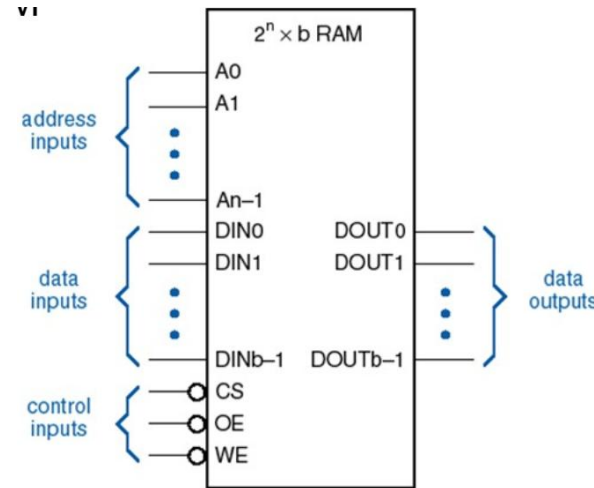 2ⁿ × b RAM
address
inputs
A0
A1
An–1
data
inputs
DIN0
DIN1
DINb–1
DOUT0
DOUT1
DOUTb–1
data
outputs
control
inputs
CS
OE
WE